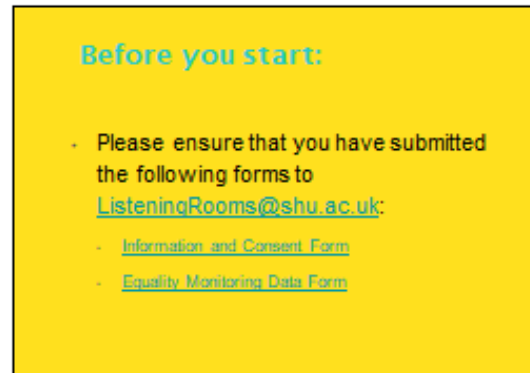 Before you start:
- Please ensure that you have submitted
the following forms to
ListeningRooms@shu.ac.uk:
- Information and Consent Form
- Equality Monitoring Data Form